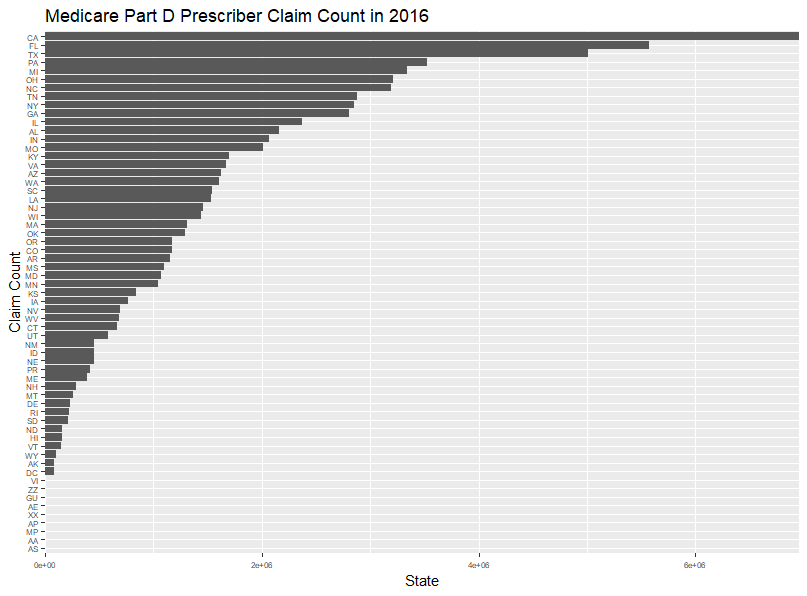 Medicare Part D Prescriber Claim Count in 2016
CA
FL
TX
PA
MI
OH
NC
TN
NY
GA
IL
AL
IN
MO
KY
VA
AZ
WA
SC
LA
NJ
WI
MA
OK
OR
CO
AR
MS
MD
MN
KS
IA
NV
WV
CT
UT
NM
ID
NE
PR
ME
NH
MT
DE
RI
SD
ND
HI
VT
WY
AK
DC
VI
ZZ
GU
AE
XX
AP
MP
AA
AS
Claim Count
0e+00 2e+06 4e+06 6e+06
State